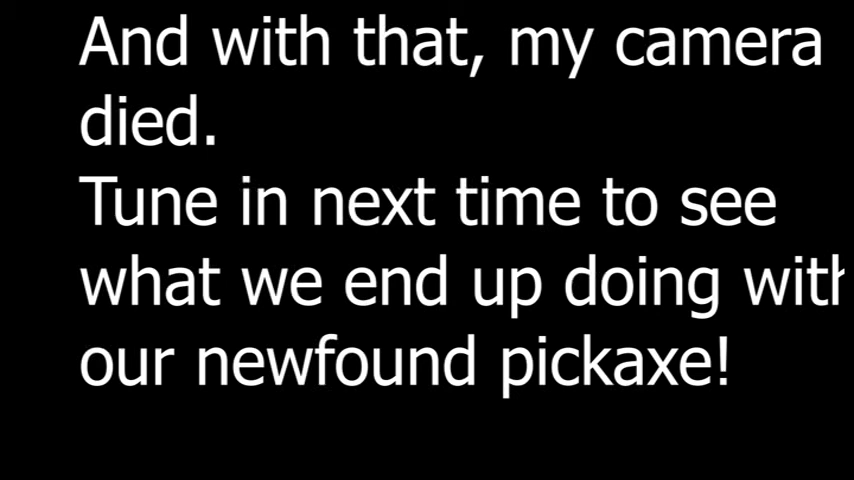 And with that, my camera
died.
Tune in next time to see
what we end up doing with
our newfound pickaxe!